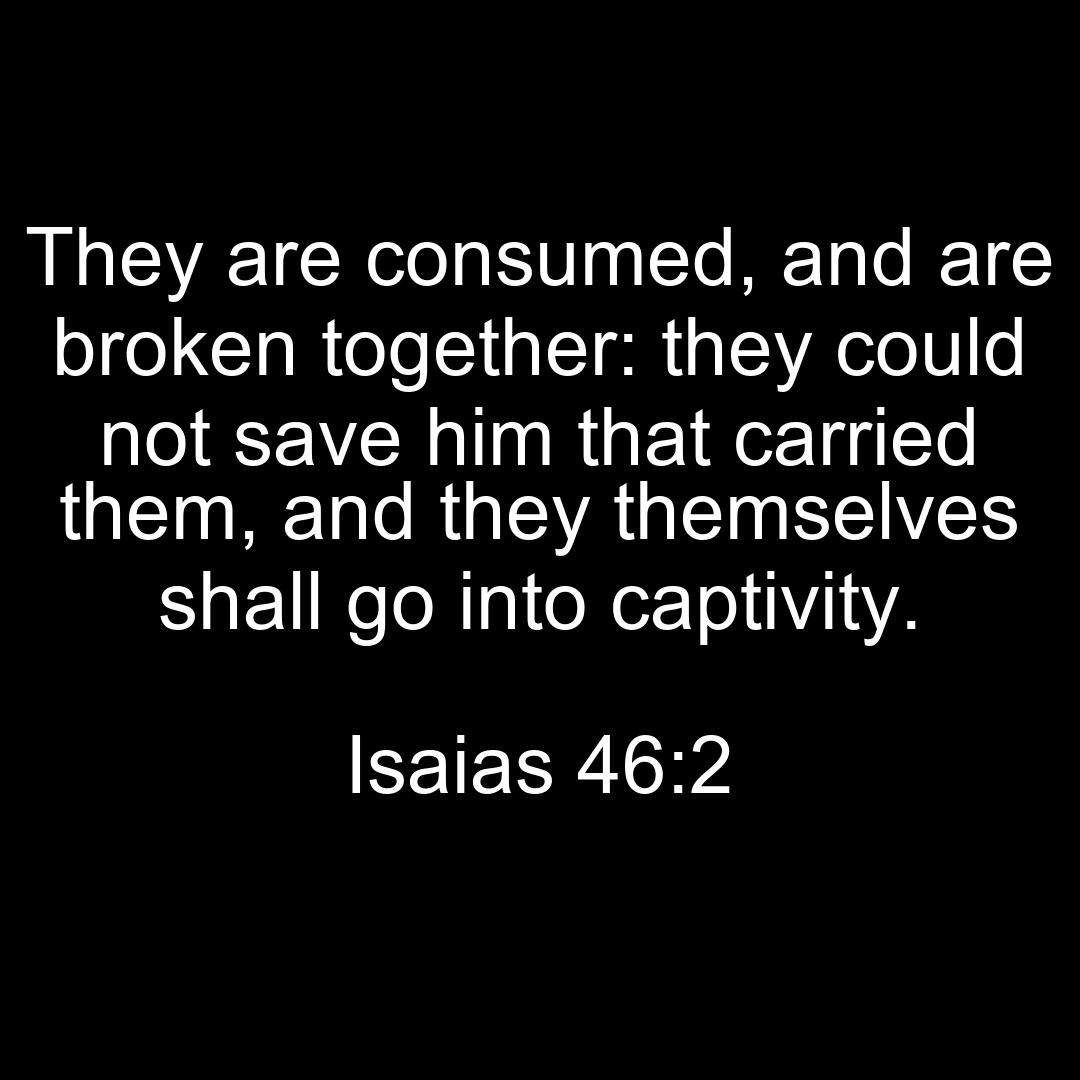 They are consumed, and are
broken together: they could
not save him that carried
them, and they themselves
shall go into captivity.
Isaias 46:2